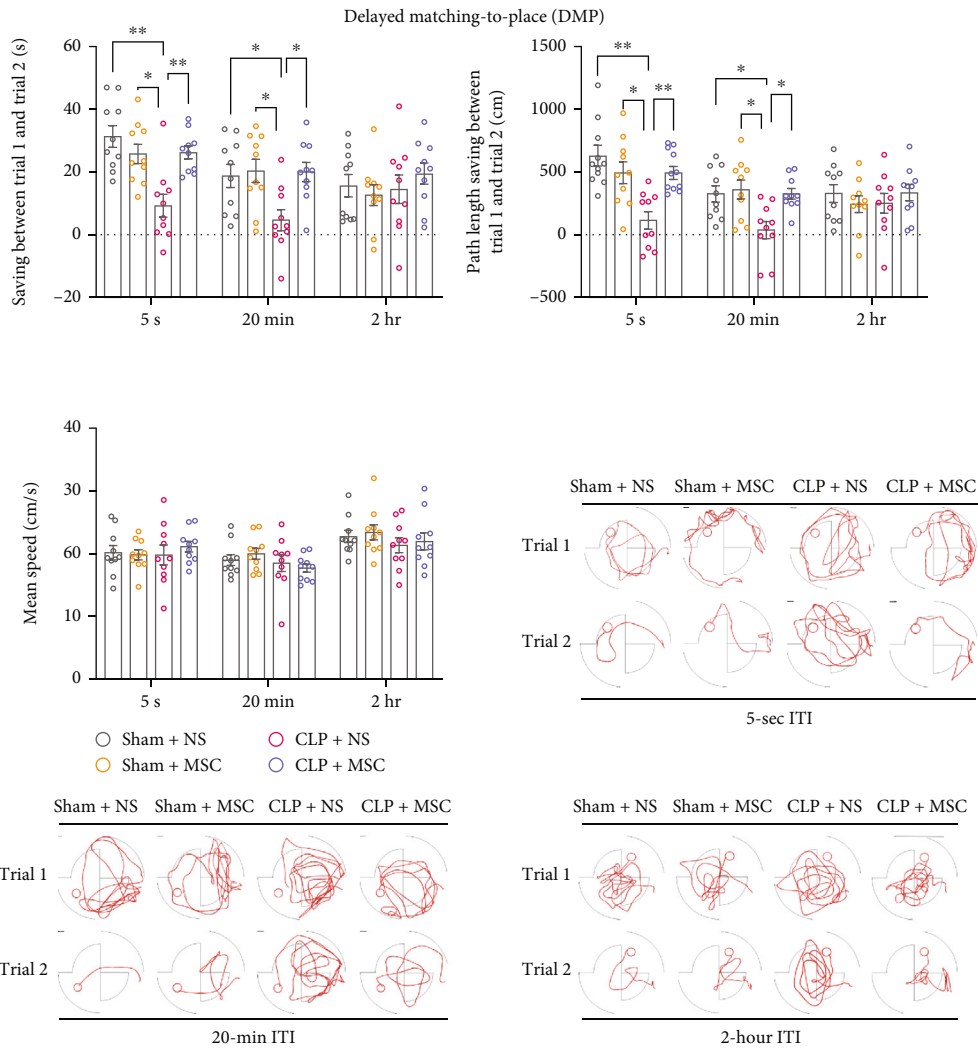 Delayed matching-to-place (DMP)
Saving between trial 1 and trial 2 (s)
60
40
20
0
–20
** * ** * * *
5 s 20 min 2 hr
Path length saving between
trial 1 and trial 2 (cm)
1500
1000
500
0
–500
** * ** * * *
5 s 20 min 2 hr
Mean speed (cm/s)
40
30
60
10
0
5 s 20 min 2 hr
Sham + NS CLP + NS
Sham + MSC CLP + MSC
Sham + NS Sham + MSC CLP + NS CLP + MSC
Trial 1
Trial 2
5-sec ITI
Sham + NS Sham + MSC CLP + NS CLP + MSC
Trial 1
Trial 2
20-min ITI
Sham + NS Sham + MSC CLP + NS CLP + MSC
Trial 1
Trial 2
2-hour ITI